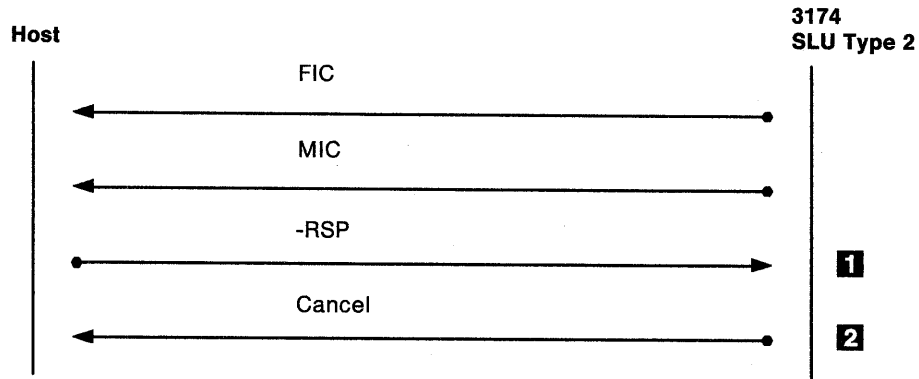 Host
3174
SLU Type 2
FIC
MIC
-RSP
1
Cancel
2